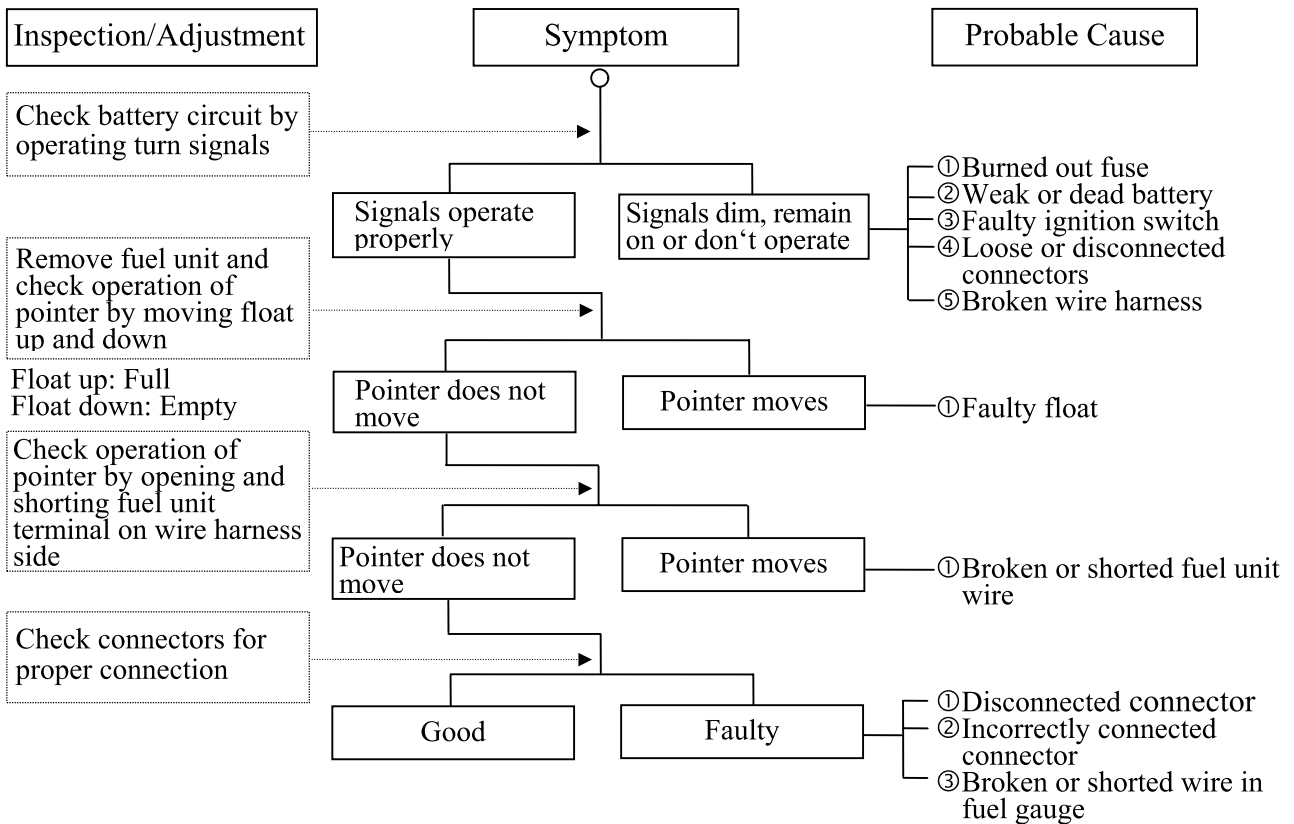 Inspection/Adjustment
Symptom
Probable Cause
Check battery circuit by
operating turn signals
Signals operate
properly
Signals dim, remain
on or don‘t operate
①Burned out fuse
②Weak or dead battery
③Faulty ignition switch
④Loose or disconnected
connectors
⑤Broken wire harness
Remove fuel unit and
check operation of
pointer by moving float
up and down
Float up: Full
Float down: Empty
Pointer does not
move
Pointer moves
①Faulty float
Check operation of
pointer by opening and
shorting fuel unit
terminal on wire harness
side
Pointer does not
move
Pointer moves
①Broken or shorted fuel unit
wire
Check connectors for
proper connection
Good
Faulty
①Disconnected connector
②Incorrectly connected
connector
③Broken or shorted wire in
fuel gauge